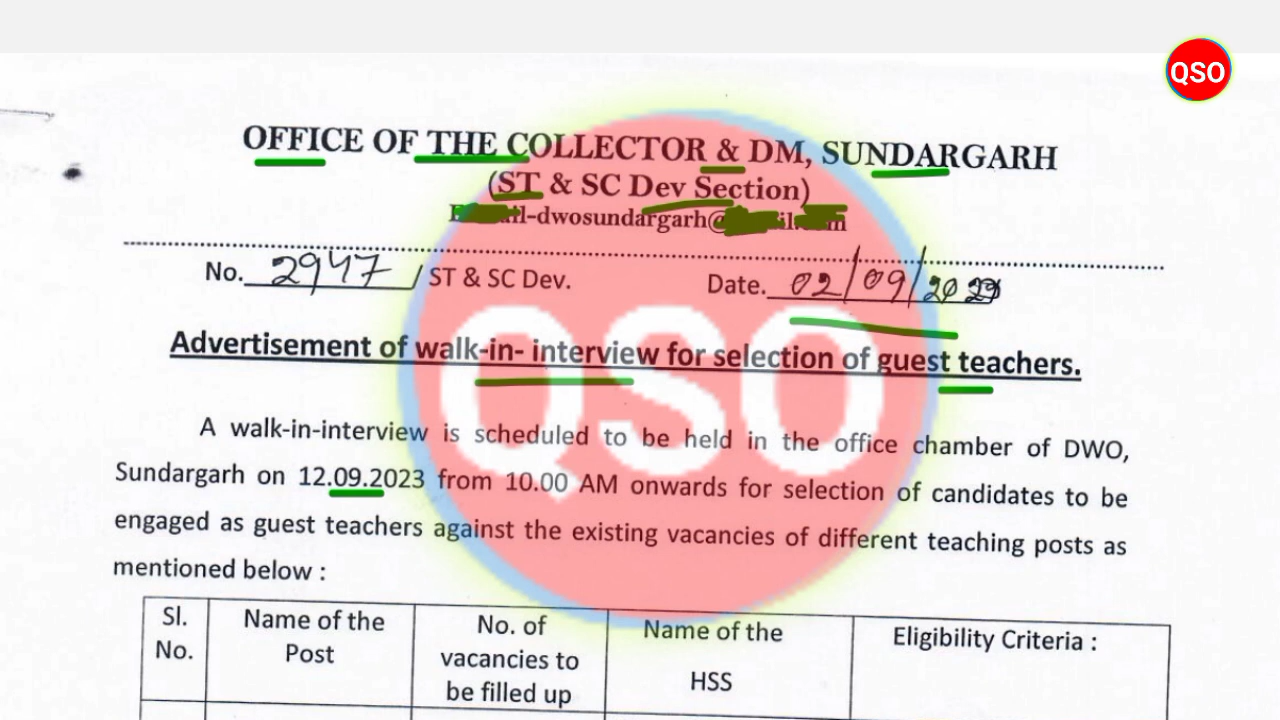 QSO
OFFICE OF THE COLLECTOR & DM, SUNDARGARH
(ST & SC Dev Section)
-dwosundargarh@
No. 2947 / ST & SC Dev. Date. 02/09/2023
Advertisement of walk-in- interview for selection of guest teachers.
QSO
A walk-in-interview is scheduled to be held in the office chamber of DWO,
Sundargarh on 12.09.2023 from 10.00 AM onwards for selection of candidates to be
engaged as guest teachers against the existing vacancies of different teaching posts as
mentioned below :
Sl. No. Name of the Post No. of vacancies to be filled up Name of the HSS Eligibility Criteria :